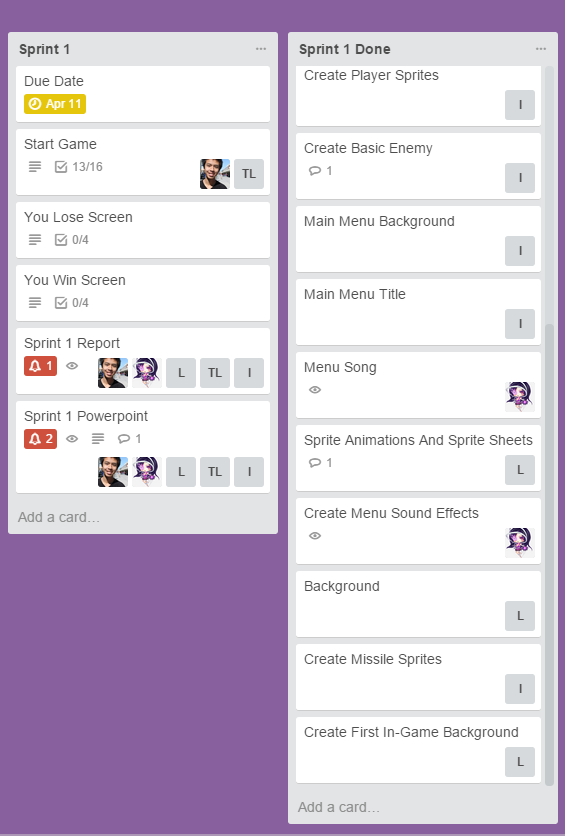 Sprint 1
Due Date
Apr 11
Start Game
13/16
TL
You Lose Screen
0/4
You Win Screen
0/4
Sprint 1 Report
1
L TL I
Sprint 1 Powerpoint
2 1
L TL I
Add a card…
Sprint 1 Done
Create Player Sprites
I
Create Basic Enemy
1
I
Main Menu Background
I
Main Menu Title
I
Menu Song
Sprite Animations And Sprite Sheets
1
L
Create Menu Sound Effects
Background
L
Create Missile Sprites
I
Create First In-Game Background
L
Add a card…